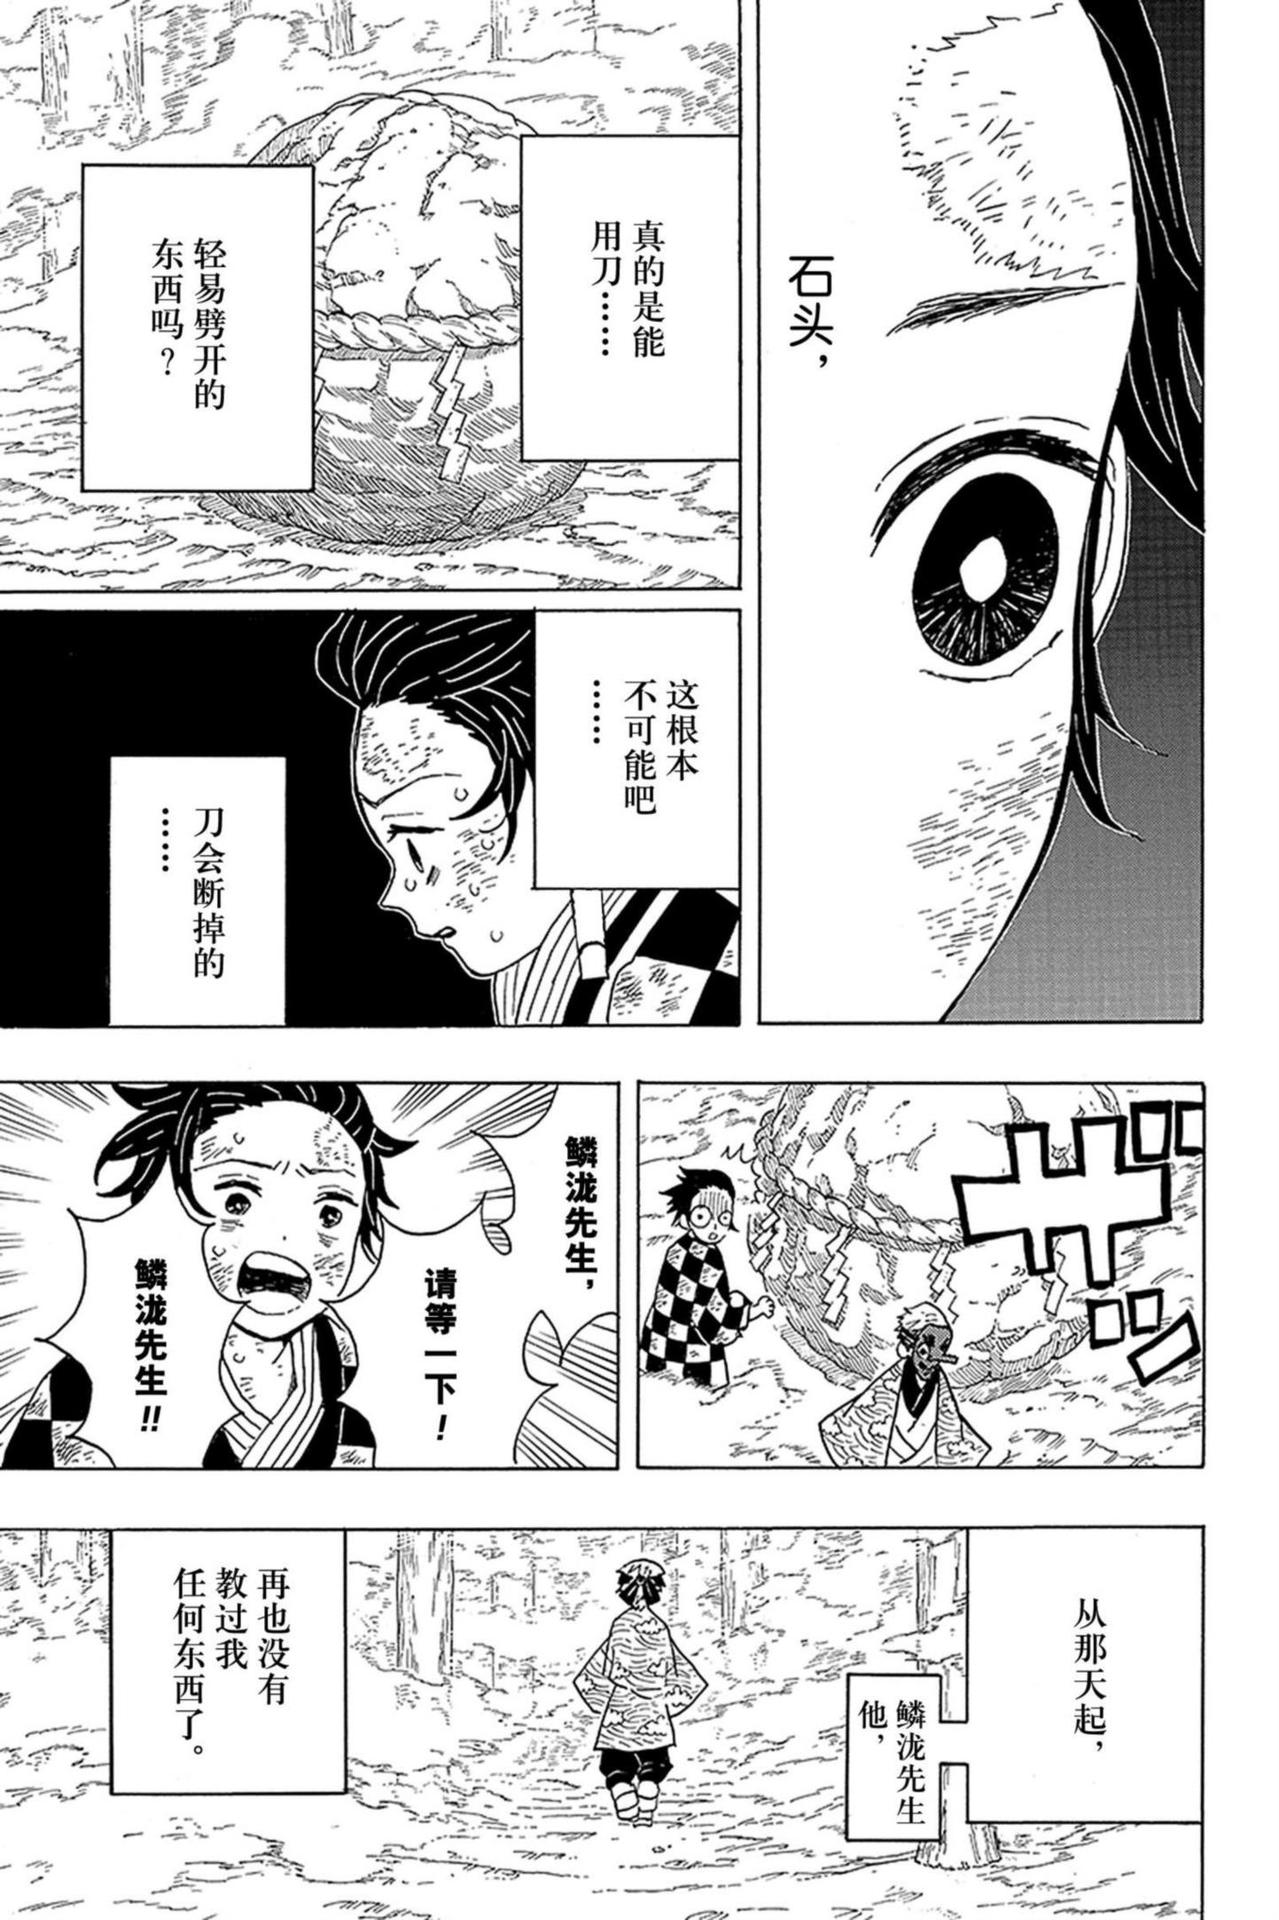 石头，
真的是能
用刀……
轻易劈开的
东西吗？
这根本
不可能吧
……
刀会断掉的
……
ザッ
鳞泷先生，
请等一下！
鳞泷先生!!
从那天起，
鳞泷先生
他，
再也没有
教过我
任何东西了。